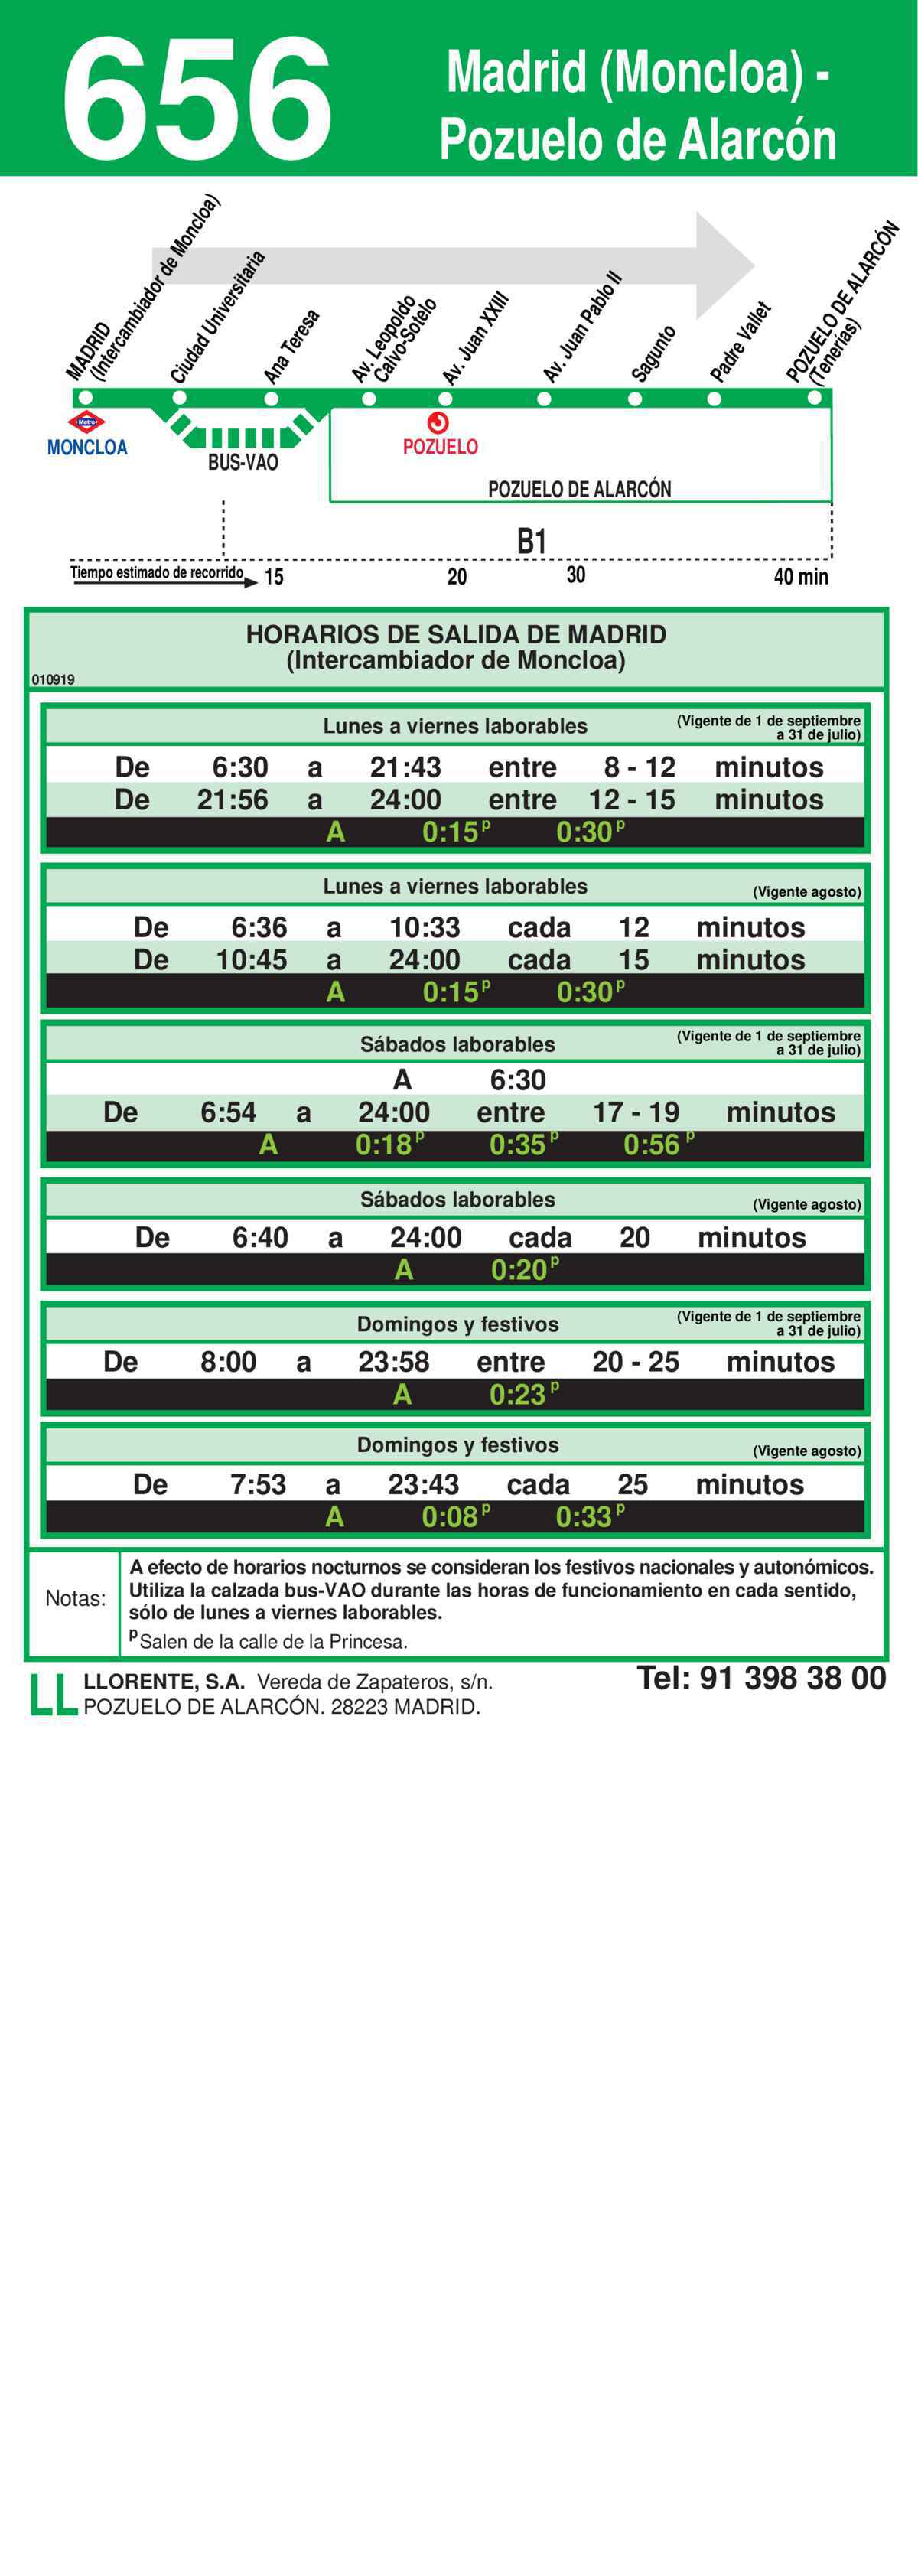 656
Madrid (Moncloa) -
Pozuelo de Alarcón
MADRID
(Intercambiador de Moncloa)
Ciudad Universitaria
Ana Teresa
Av. Leopoldo
Calvo-Sotelo
Av. Juan XXIII
Av. Juan Pablo II
Sagunto
Padre Vallet
POZUELO DE ALARCÓN
(Tenerías)
Metro
MONCLOA
POZUELO
BUS-VAO
POZUELO DE ALARCÓN
B1
Tiempo estimado de recorrido 15 20 30 40 min
HORARIOS DE SALIDA DE MADRID
(Intercambiador de Moncloa)
010919
Lunes a viernes laborables (Vigente de 1 de septiembre
a 31 de julio)
De 6:30 a 21:43 entre 8 - 12 minutos
De 21:56 a 24:00 entre 12 - 15 minutos
A 0:15p 0:30p
Lunes a viernes laborables (Vigente agosto)
De 6:36 a 10:33 cada 12 minutos
De 10:45 a 24:00 cada 15 minutos
A 0:15p 0:30p
Sábados laborables (Vigente de 1 de septiembre
a 31 de julio)
A 6:30
De 6:54 a 24:00 entre 17 - 19 minutos
A 0:18p 0:35p 0:56p
Sábados laborables (Vigente agosto)
De 6:40 a 24:00 cada 20 minutos
A 0:20p
Domingos y festivos (Vigente de 1 de septiembre
a 31 de julio)
De 8:00 a 23:58 entre 20 - 25 minutos
A 0:23p
Domingos y festivos (Vigente agosto)
De 7:53 a 23:43 cada 25 minutos
A 0:08p 0:33p
Notas:
A efecto de horarios nocturnos se consideran los festivos nacionales y autonómicos.
Utiliza la calzada bus-VAO durante las horas de funcionamiento en cada sentido,
sólo de lunes a viernes laborables.
p Salen de la calle de la Princesa.
LL
LLORENTE, S.A. Vereda de Zapateros, s/n.
POZUELO DE ALARCÓN. 28223 MADRID.
Tel: 91 398 38 00